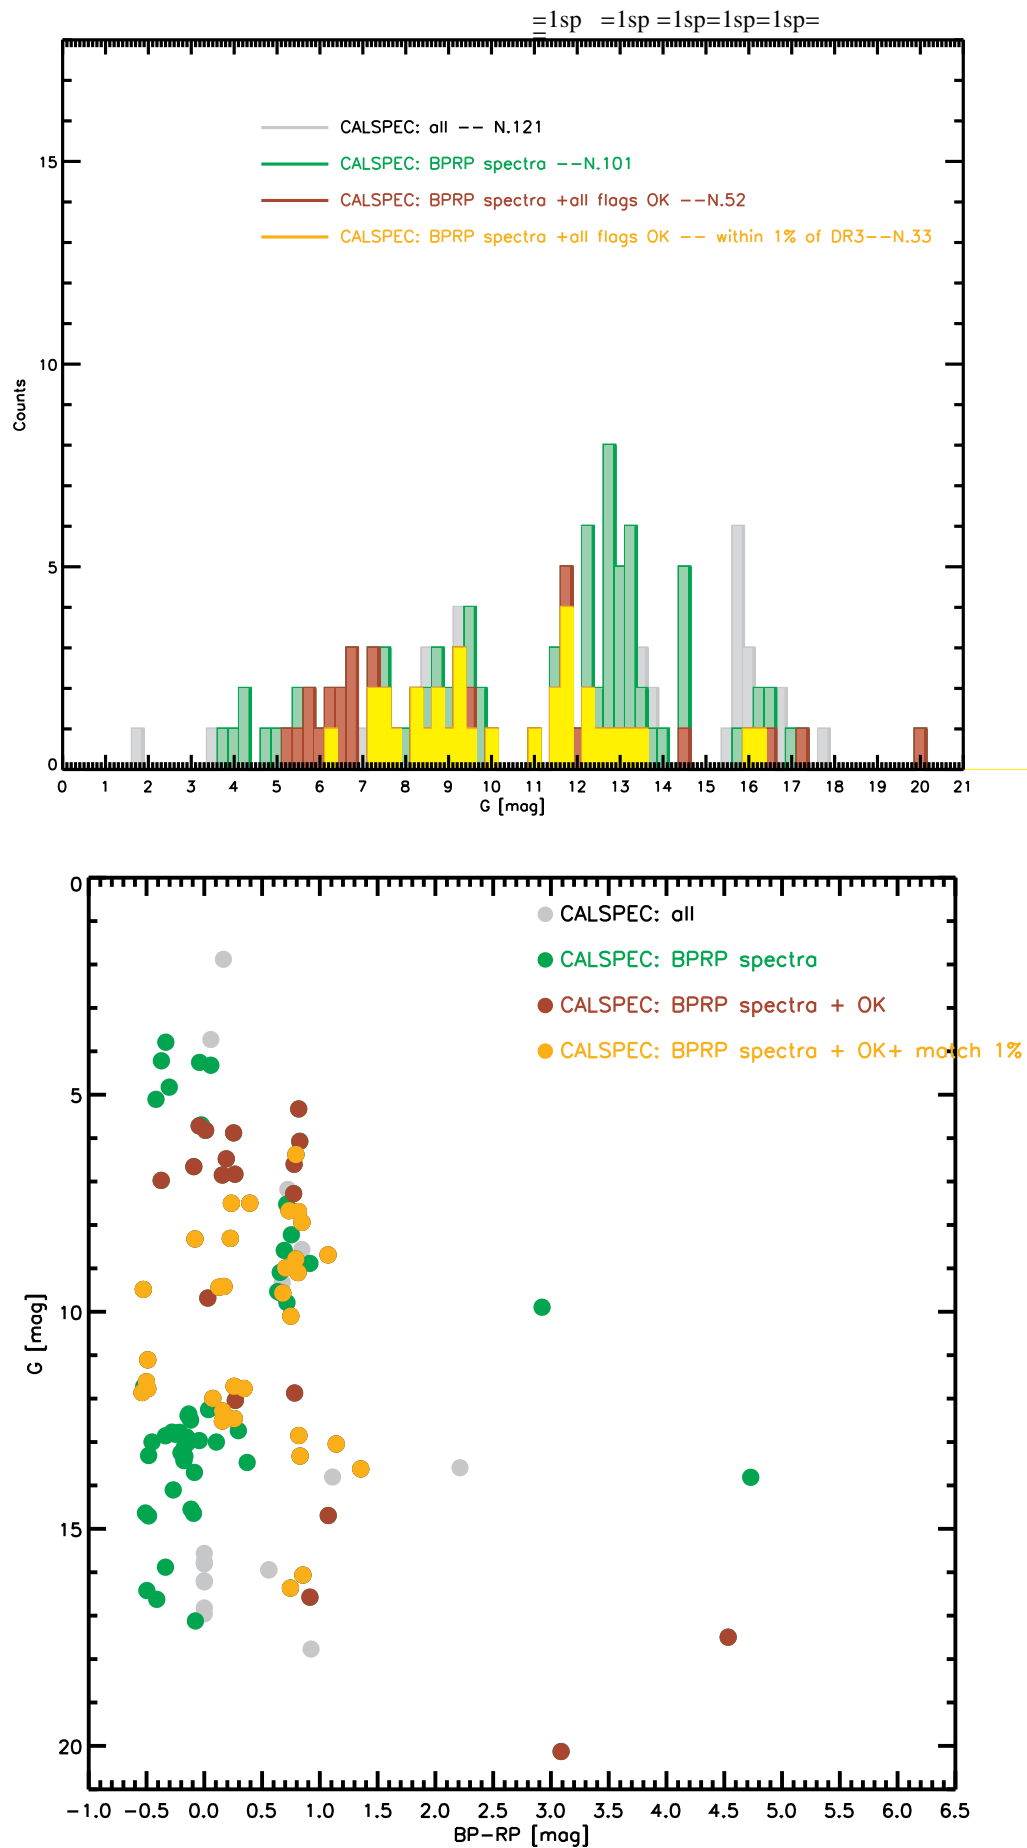 =1sp =1sp =1sp=1sp=1sp=
=
CALSPEC: all -- N.121
CALSPEC: BPRP spectra --N.101
CALSPEC: BPRP spectra +all flags OK --N.52
CALSPEC: BPRP spectra +all flags OK -- within 1% of DR3--N.33
15
10
5
0
Counts
0 1 2 3 4 5 6 7 8 9 10 11 12 13 14 15 16 17 18 19 20 21
G [mag]
0
5
10
15
20
G [mag]
CALSPEC: all
CALSPEC: BPRP spectra
CALSPEC: BPRP spectra + OK
CALSPEC: BPRP spectra + OK+ match 1%
-1.0 -0.5 0.0 0.5 1.0 1.5 2.0 2.5 3.0 3.5 4.0 4.5 5.0 5.5 6.0 6.5
BP-RP [mag]